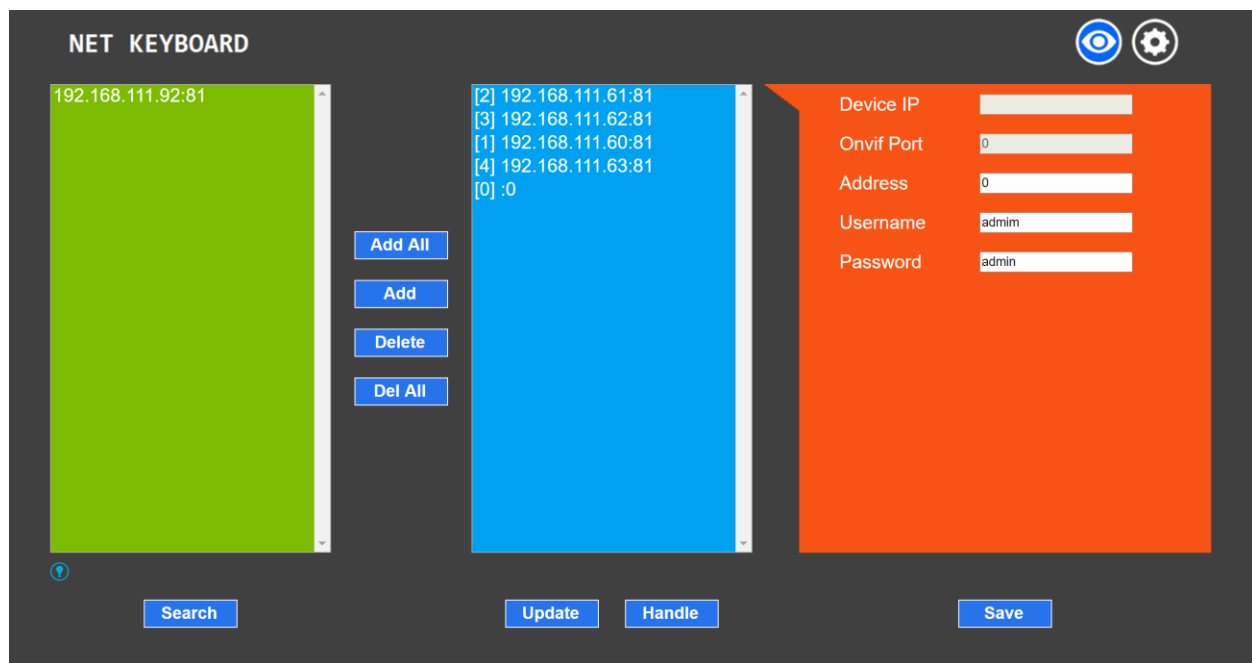 NET KEYBOARD
192.168.111.92:81
[2] 192.168.111.61:81
[3] 192.168.111.62:81
[1] 192.168.111.60:81
[4] 192.168.111.63:81
[0] :0
Add All
Add
Delete
Del All
Device IP
Onvif Port 0
Address 0
Username admim
Password admin
Search
Update
Handle
Save